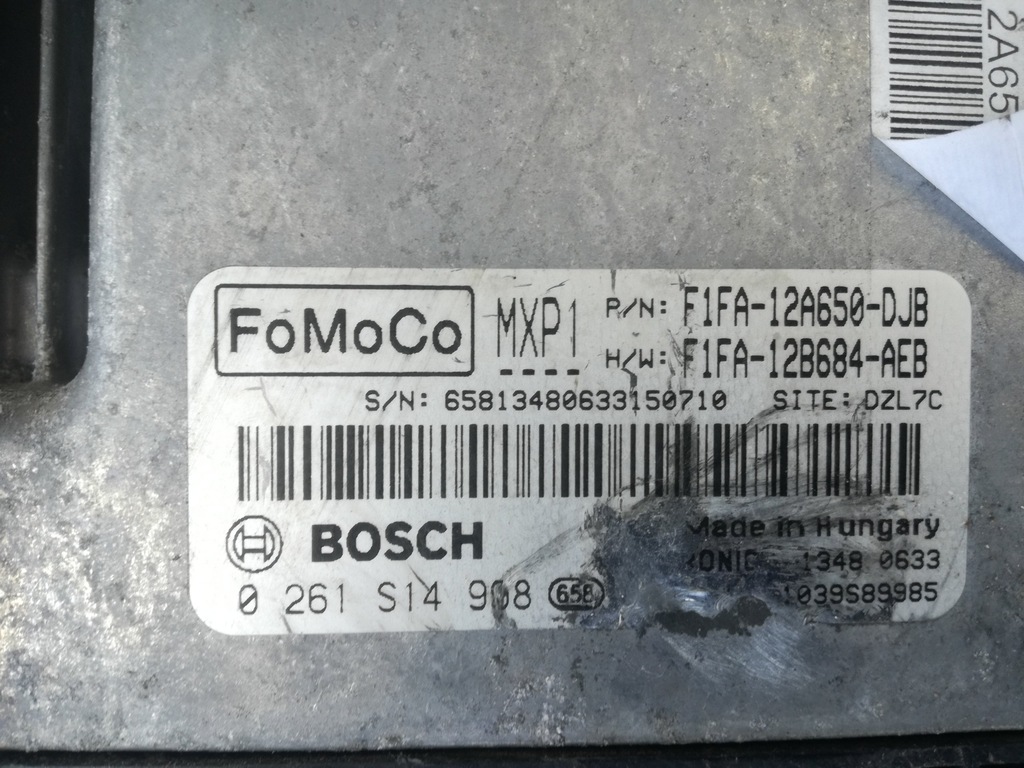 2A65
FoMoCo MXP1 P/N: F1FA-12A650-DJB
H/W: F1FA-12B684-AEB
S/N: 65813480633150710 SITE: DZL7C
BOSCH Made in Hungary
1348 0633
0 261 S14 908 658 1039S89985